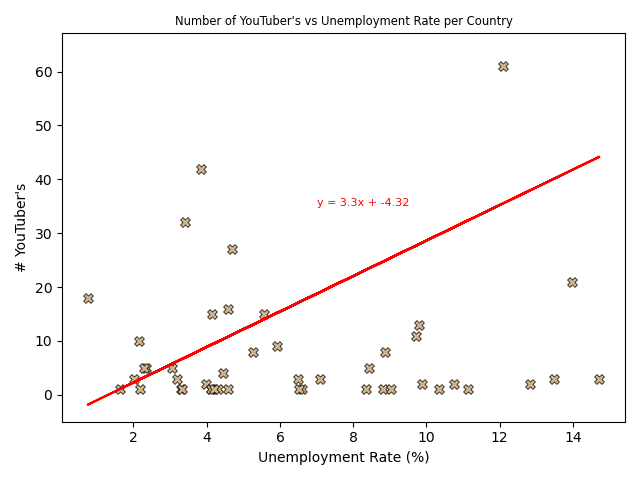 Number of YouTuber's vs Unemployment Rate per Country
# YouTuber's
60
50
40
30
20
10
0
y = 3.3x + -4.32
2 4 6 8 10 12 14
Unemployment Rate (%)